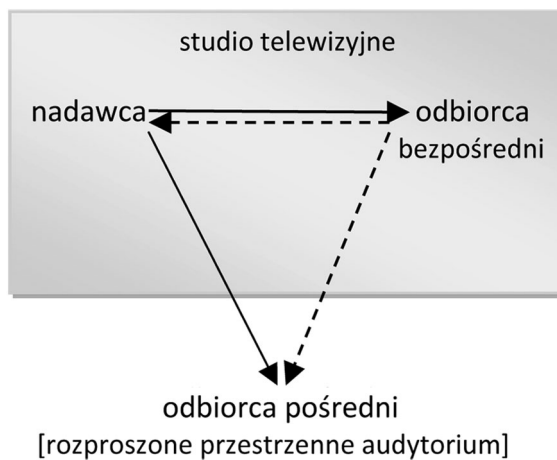 studio telewizyjne
nadawca odbiorca
bezpośredni
odbiorca pośredni
[rozproszone przestrzenne audytorium]